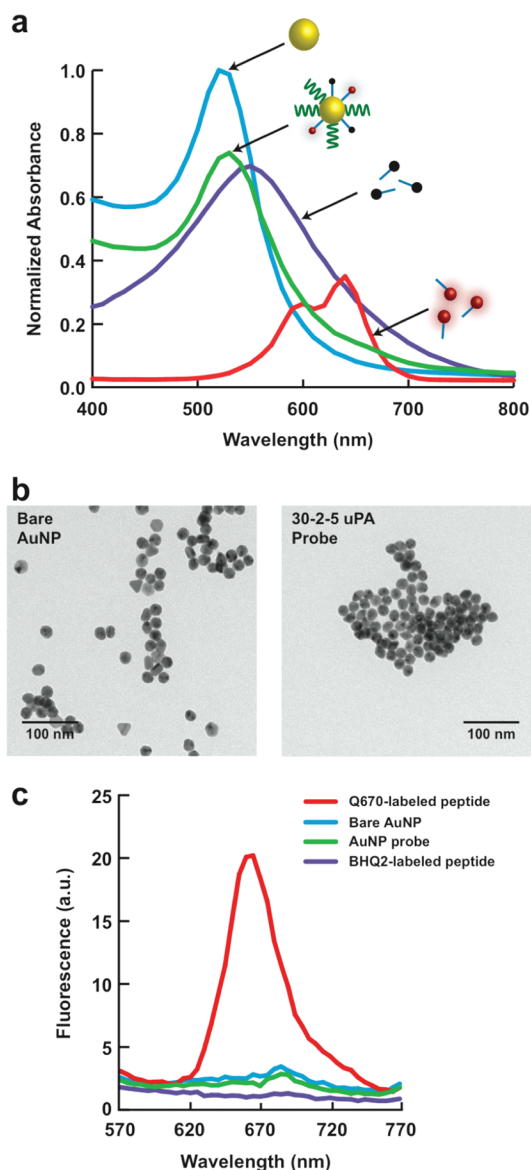 a
1.0
0.8
0.6
0.4
0.2
0.0
Normalized Absorbance
400
500
600
700
800
Wavelength (nm)
b
Bare
AuNP
100 nm
30-2-5 uPA
Probe
100 nm
c
25
20
15
10
5
0
Fluorescence (a.u.)
Q670-labeled peptide
Bare AuNP
AuNP probe
BHQ2-labeled peptide
570
620
670
720
770
Wavelength (nm)